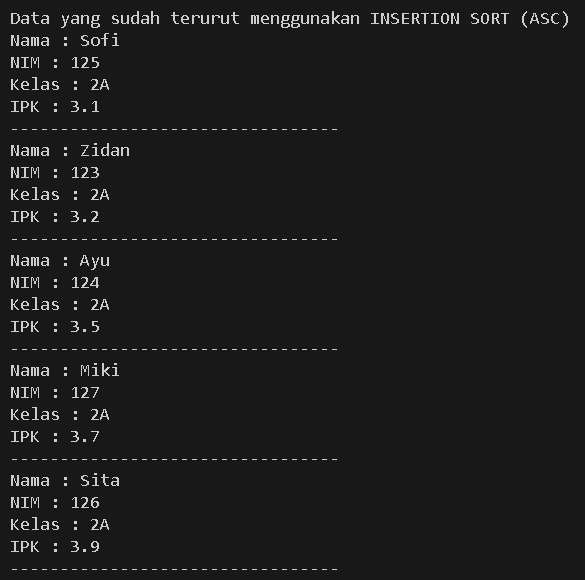 Data yang sudah terurut menggunakan INSERTION SORT (ASC)
Nama : Sofi
NIM : 125
Kelas : 2A
IPK : 3.1
---------------------------------
Nama : Zidan
NIM : 123
Kelas : 2A
IPK : 3.2
---------------------------------
Nama : Ayu
NIM : 124
Kelas : 2A
IPK : 3.5
---------------------------------
Nama : Miki
NIM : 127
Kelas : 2A
IPK : 3.7
---------------------------------
Nama : Sita
NIM : 126
Kelas : 2A
IPK : 3.9
---------------------------------